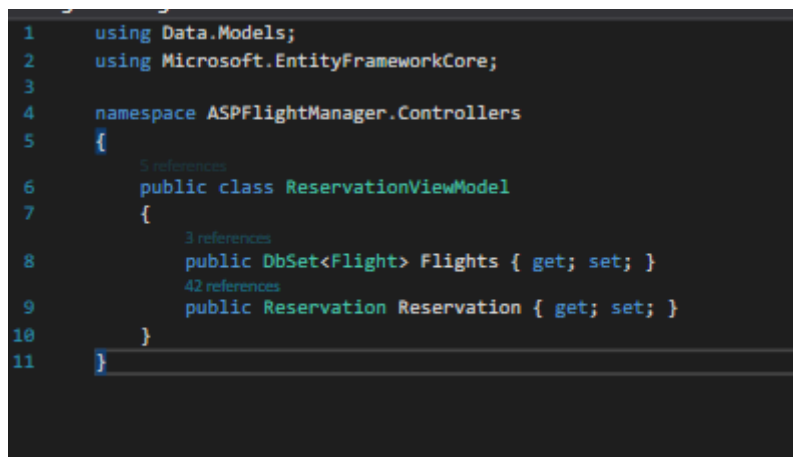 1 using Data.Models;
2 using Microsoft.EntityFrameworkCore;
3
4 namespace ASPFlightManager.Controllers
5 {
5 references
6 public class ReservationViewModel
7 {
3 references
8 public DbSet<Flight> Flights { get; set; }
42 references
9 public Reservation Reservation { get; set; }
10 }
11 }